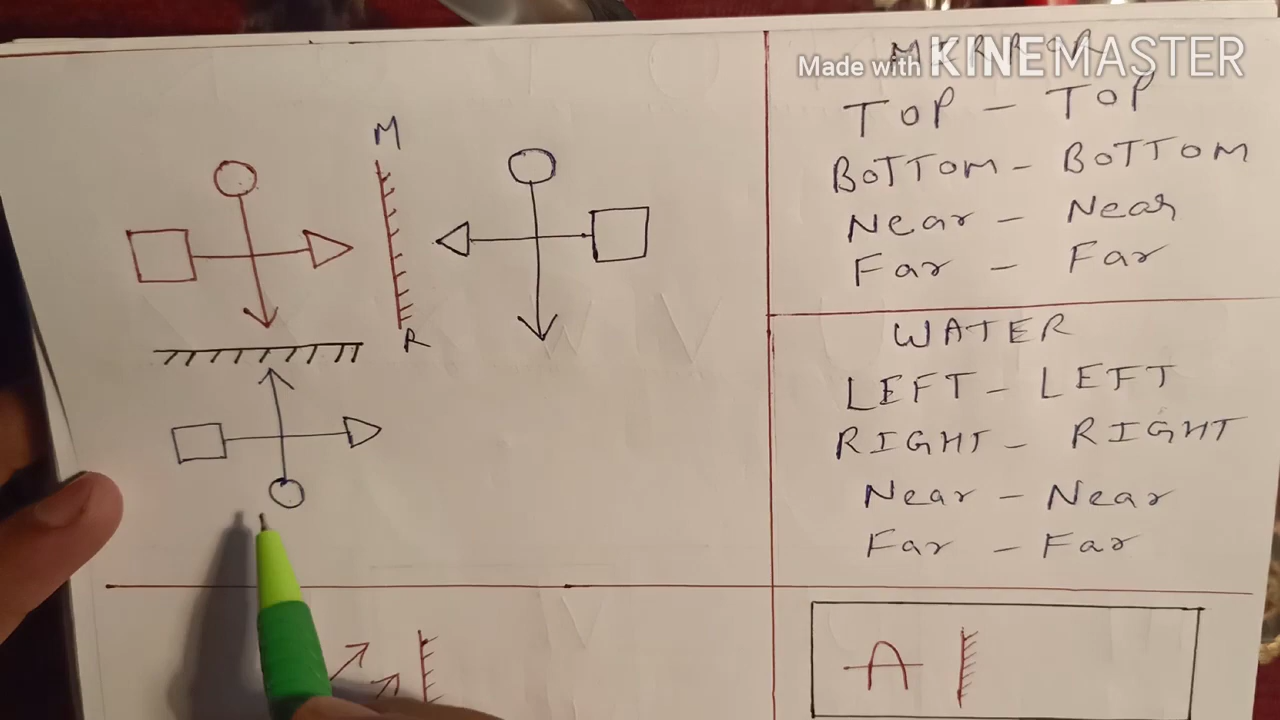 Made with KINEMASTER
MIRROR
TOP - TOP
BOTTOM - BOTTOM
Near - Near
Far - Far
M
R
WATER
LEFT - LEFT
RIGHT - RIGHT
Near - Near
Far - Far
A